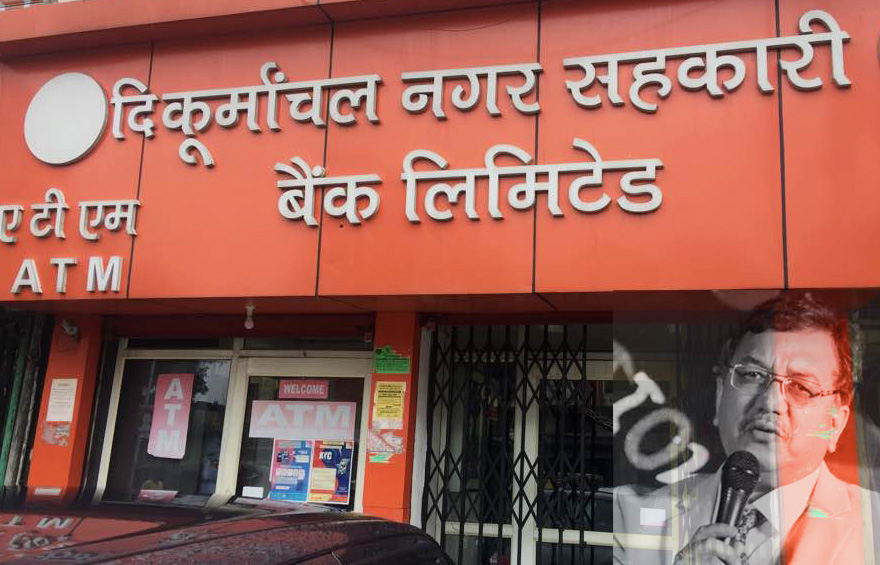 दि कूर्मांचल नगर सहकारी
बैंक लिमिटेड
ए टी एम
ATM
WELCOME
ATM
ATM
KYC